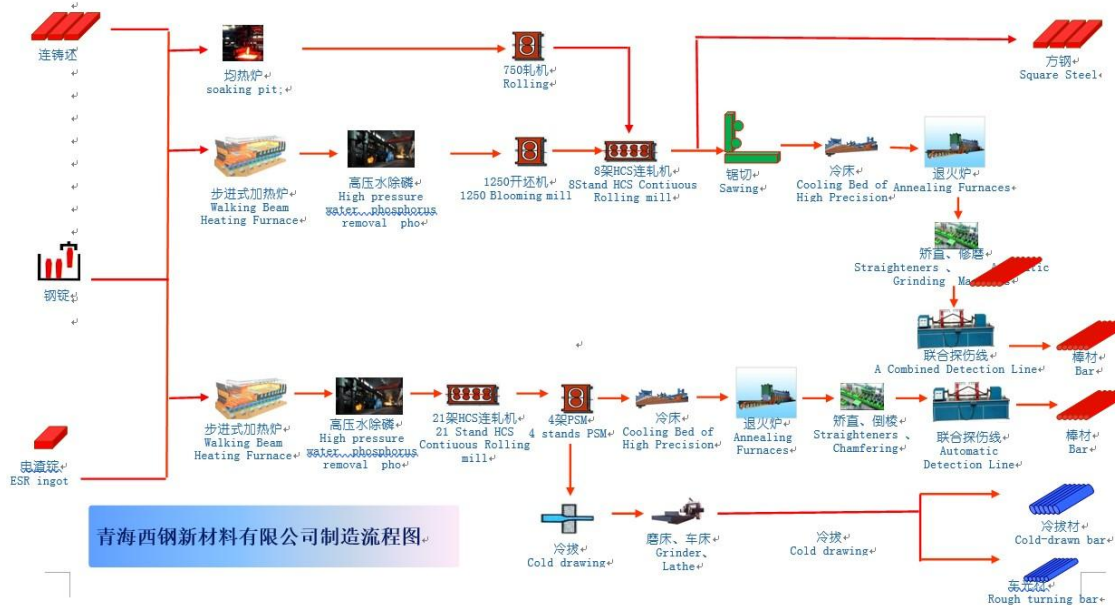 连铸坯
均热炉
soaking pit;
750轧机
Rolling
方钢
Square Steel
步进式加热炉
Walking Beam
Heating Furnace
高压水除磷
High pressure
water phosphorus
removal pho
1250开坯机
1250 Blooming mill
8架HCS连轧机
8Stand HCS Contiuous
Rolling mill
锯切
Sawing
冷床
Cooling Bed of
High Precision
退火炉
Annealing Furnaces
矫直、修磨
Straighteners 、
Grinding
钢锭
联合探伤线
A Combined Detection Line
棒材
Bar
步进式加热炉
Walking Beam
Heating Furnace
高压水除磷
High pressure
water phosphorus
removal pho
21架HCS连轧机
21 Stand HCS
Contiuous Rolling
mill
4架PSM
4 stands PSM
冷床
Cooling Bed of
High Precision
退火炉
Annealing
Furnaces
矫直、倒棱
Straighteners 、
Chamfering
联合探伤线
Automatic
Detection Line
棒材
Bar
电渣锭
ESR ingot
青海西钢新材料有限公司制造流程图
冷拔
Cold drawing
磨床、车床
Grinder、
Lathe
冷拔
Cold drawing
冷拔材
Cold-drawn bar
Rough turning bar